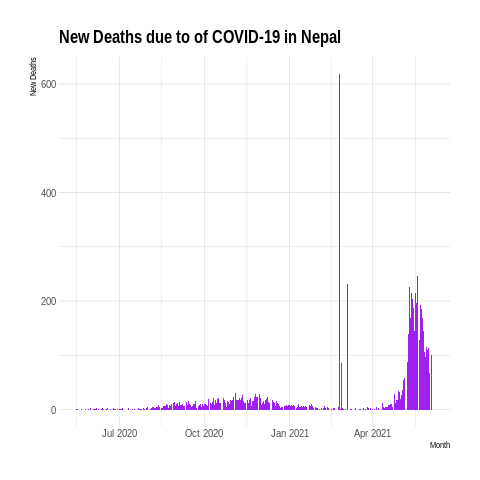 New Deaths due to of COVID-19 in Nepal
New Deaths
600
400
200
0
Jul 2020 Oct 2020 Jan 2021 Apr 2021
Month